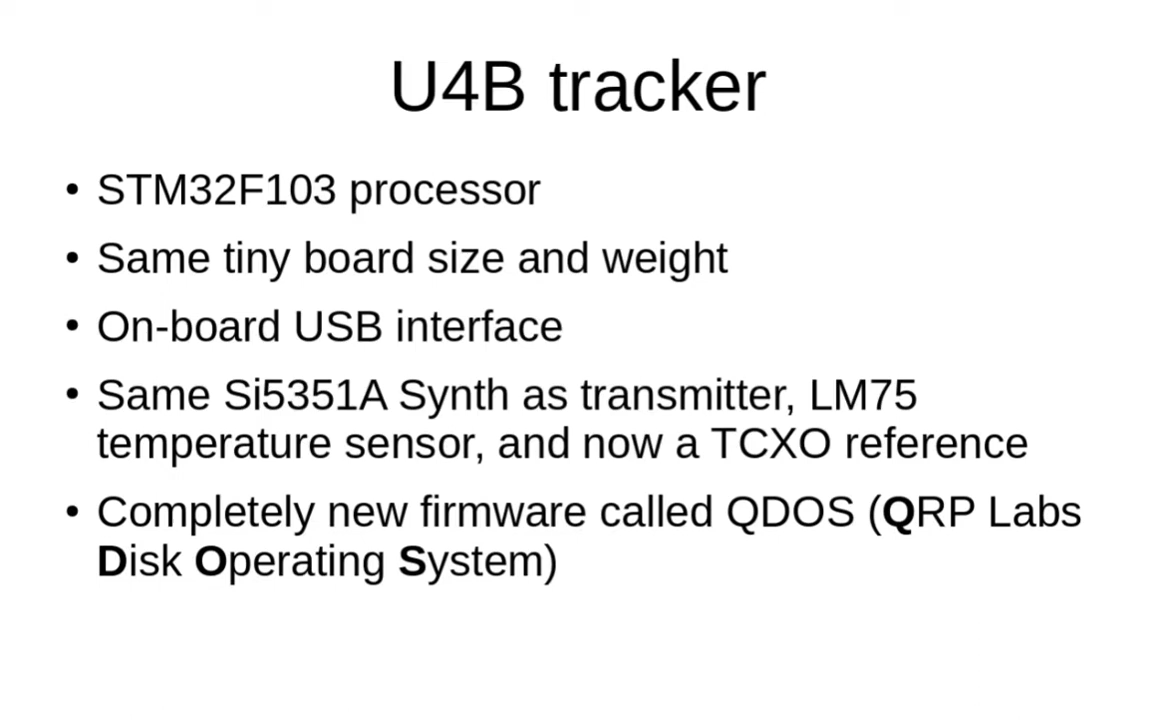 U4B tracker
• STM32F103 processor
• Same tiny board size and weight
• On-board USB interface
• Same Si5351A Synth as transmitter, LM75
temperature sensor, and now a TCXO reference
• Completely new firmware called QDOS (QRP Labs
Disk Operating System)